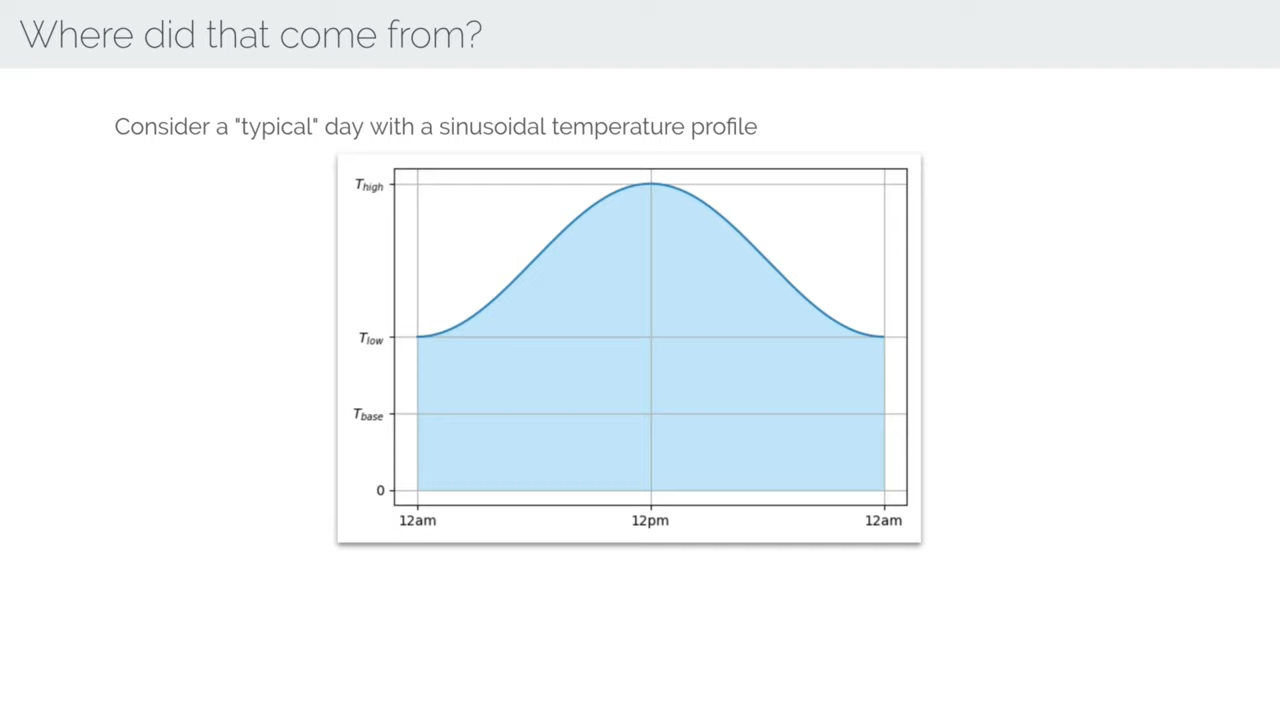 Where did that come from?
Consider a "typical" day with a sinusoidal temperature profile
Thigh
Tlow
Tbase
0
12am 12pm 12am